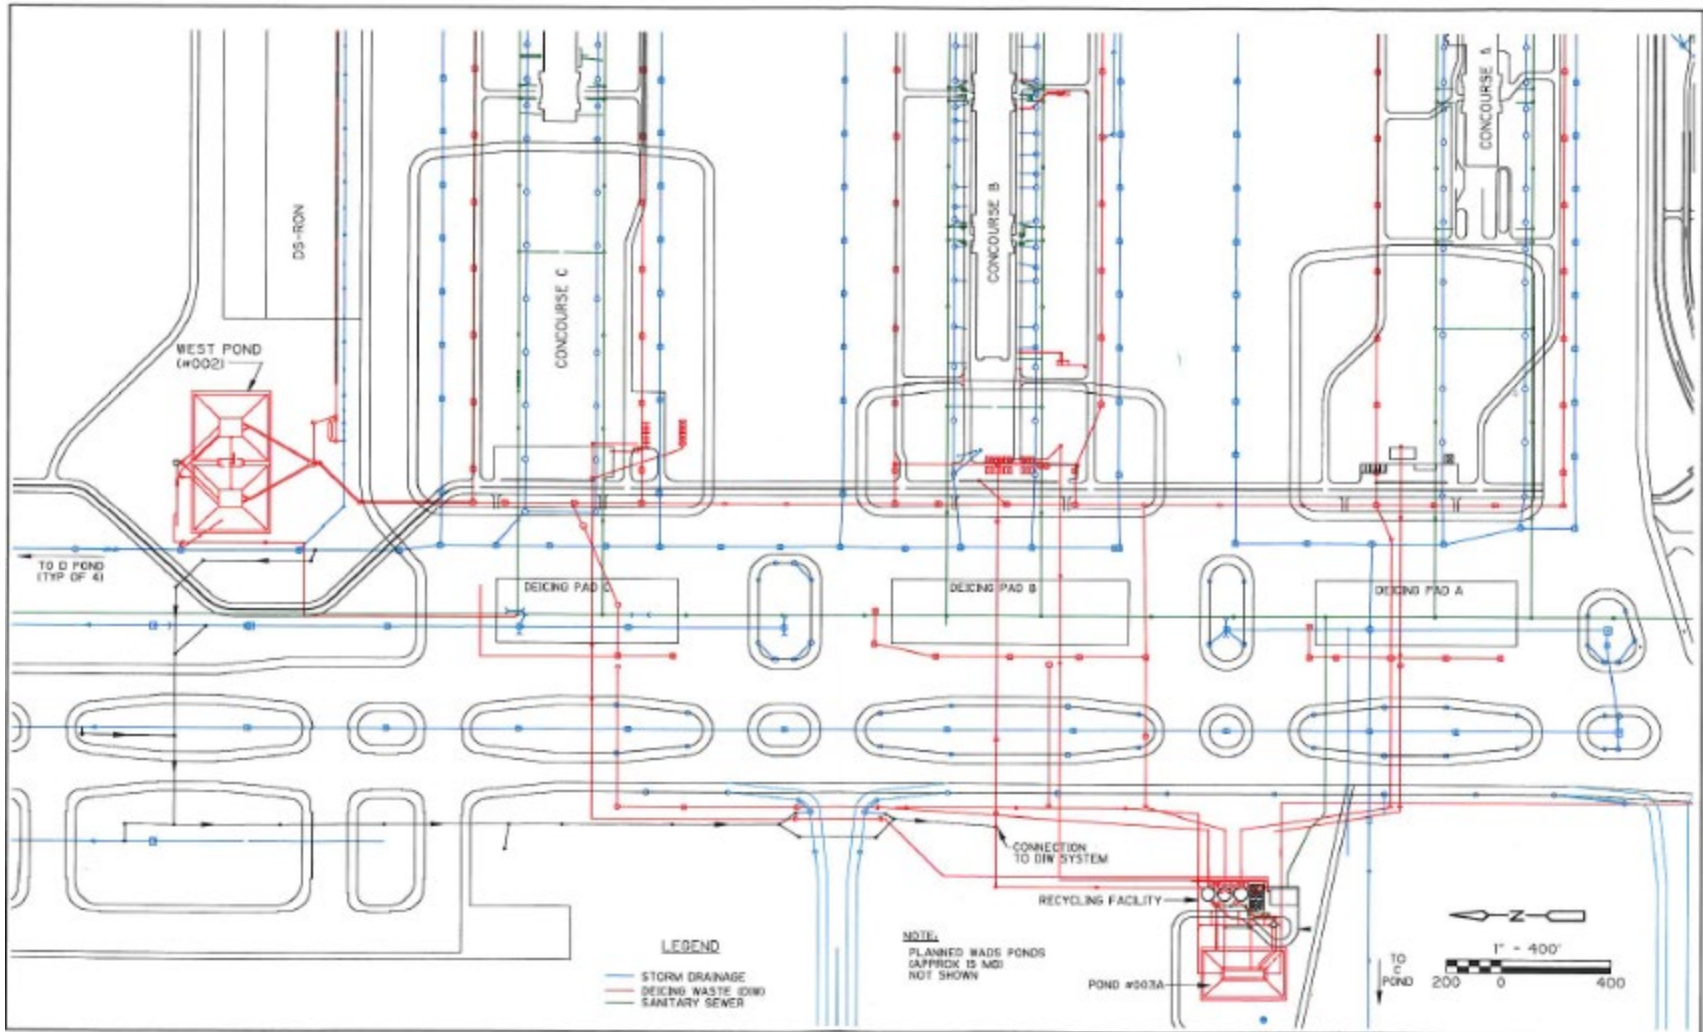 CONCOURSE A
DS-RON
CONCOURSE B
CONCOURSE C
WEST POND
(#002)
TO D POND
(TYP OF 4)
DEICING PAD C
DEICING PAD B
DEICING PAD A
CONNECTION
TO DIW SYSTEM
RECYCLING FACILITY
LEGEND
STORM DRAINAGE
DEICING WASTE (DIW)
SANITARY SEWER
NOTE:
PLANNED WADS PONDS
(APPROX 15 MG)
NOT SHOWN
POND #003A
TO
C
POND
N
1" - 400'
200 0 400